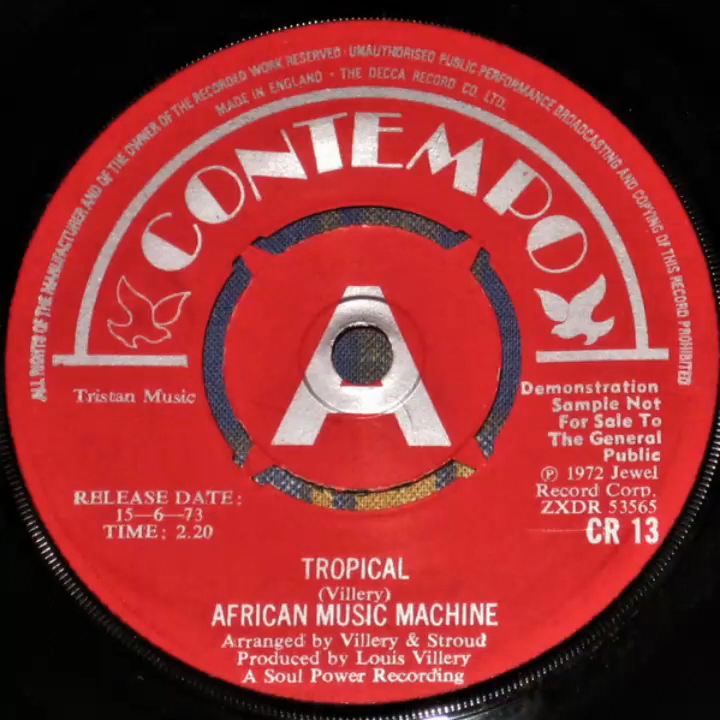 ALL RIGHTS OF THE MANUFACTURER AND OF THE OWNER OF THE RECORDED WORK RESERVED · UNAUTHORISED PUBLIC PERFORMANCE BROADCASTING AND COPYING OF THIS RECORD PROHIBITED
MADE IN ENGLAND · THE DECCA RECORD CO. LTD.
CONTEMPO
A
Tristan Music
Demonstration
Sample Not
For Sale To
The General
Public
℗ 1972 Jewel
Record Corp.
ZXDR 53565
CR 13
RELEASE DATE:
15—6—73
TIME: 2.20
TROPICAL
(Villery)
AFRICAN MUSIC MACHINE
Arranged by Villery & Stroud
Produced by Louis Villery
A Soul Power Recording